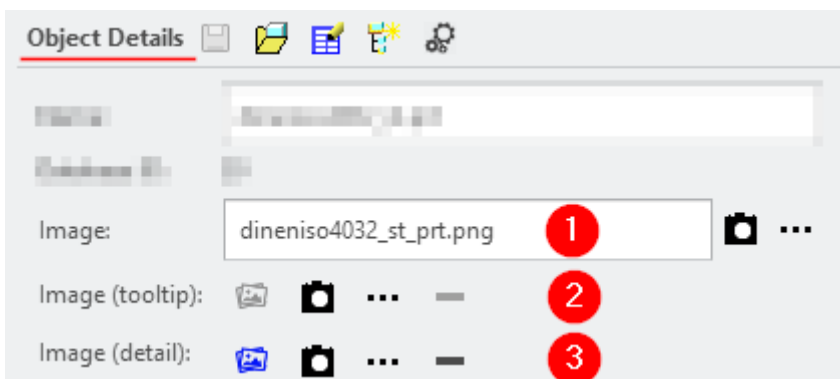 Object Details
Image: dineniso4032_st_prt.png 1
Image (tooltip): 2
Image (detail): 3